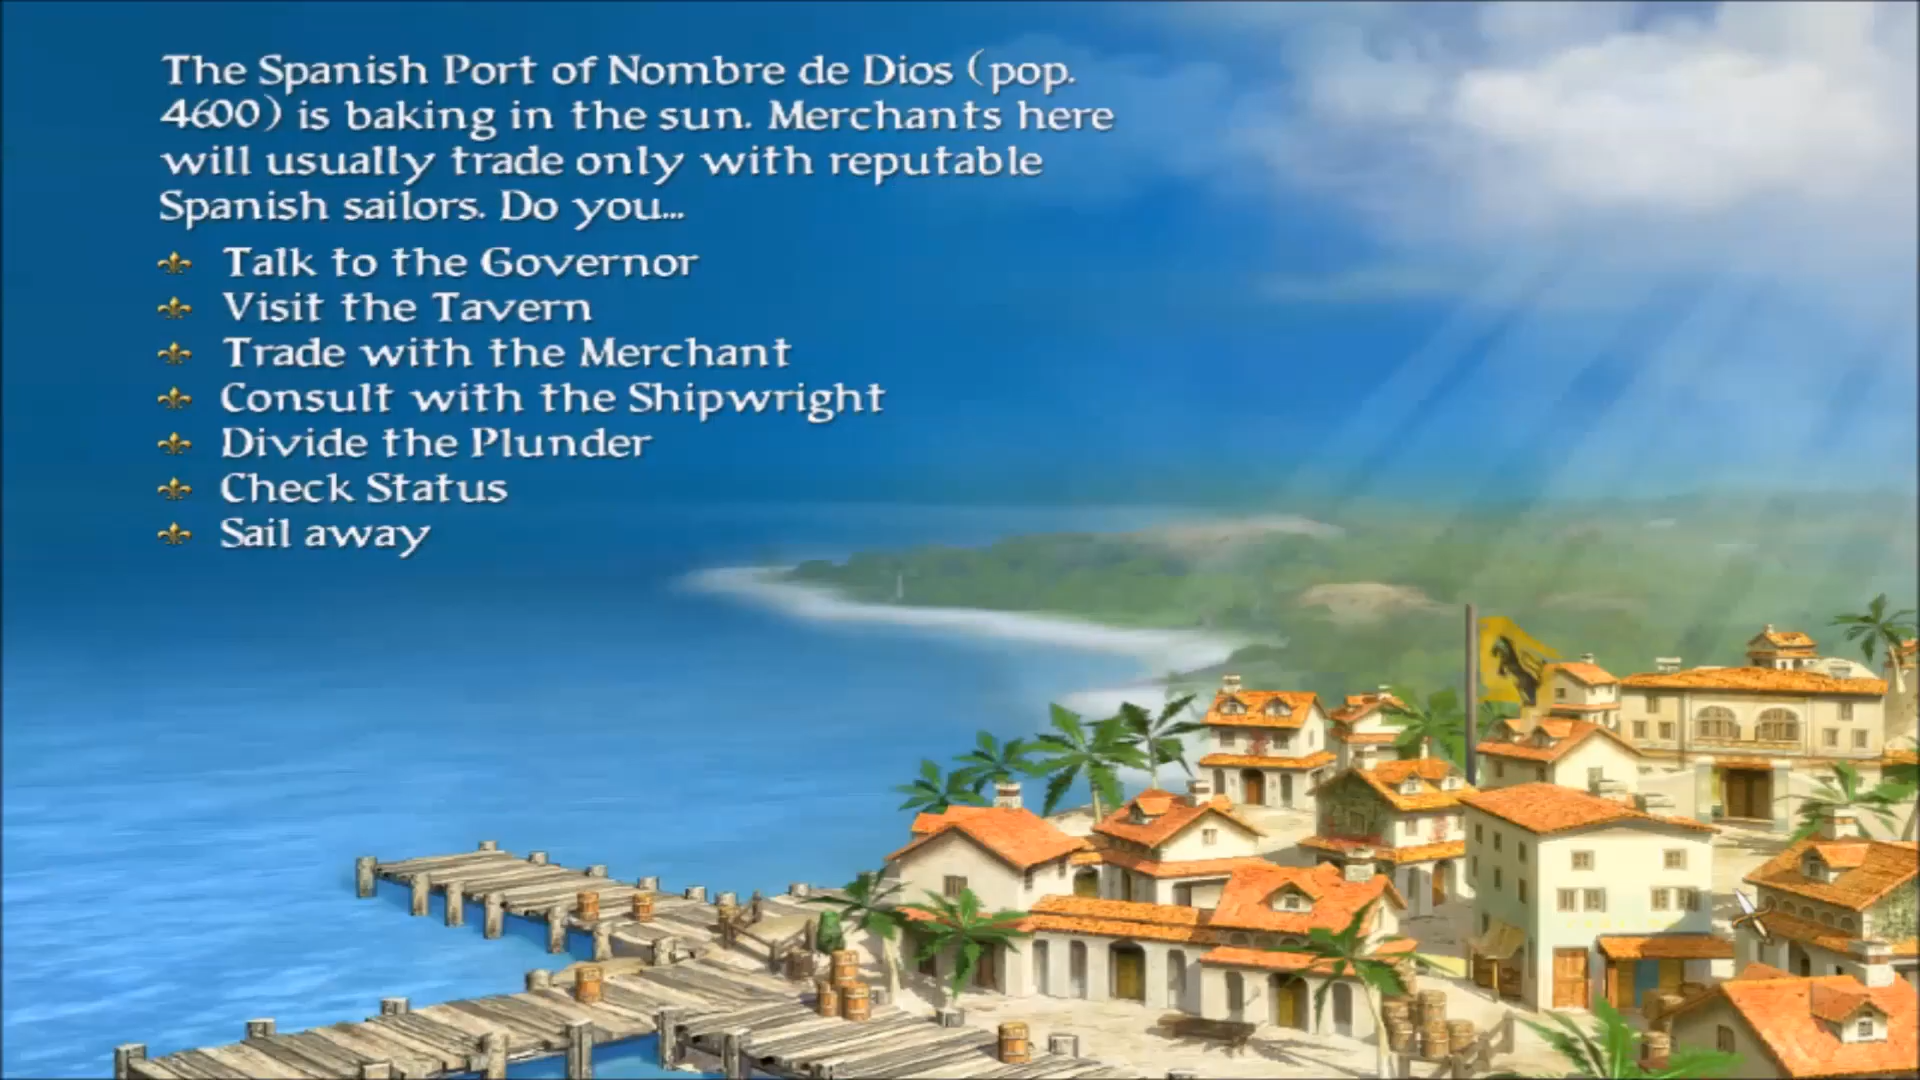 The Spanish Port of Nombre de Dios (pop.
4600) is baking in the sun. Merchants here
will usually trade only with reputable
Spanish sailors. Do you...
Talk to the Governor
Visit the Tavern
Trade with the Merchant
Consult with the Shipwright
Divide the Plunder
Check Status
Sail away